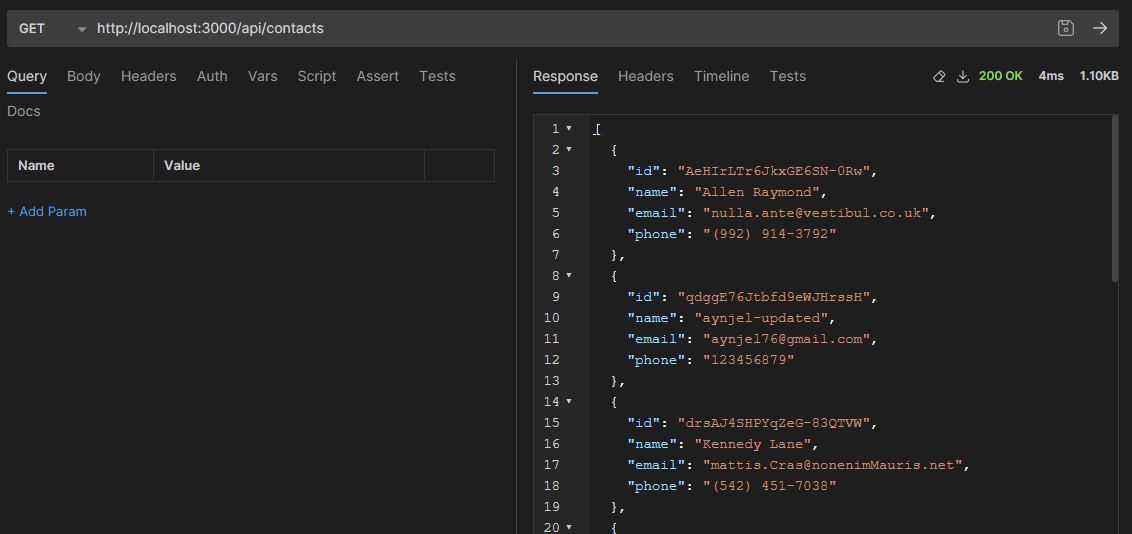 GET http://localhost:3000/api/contacts
Query Body Headers Auth Vars Script Assert Tests
Docs
Name Value
+ Add Param
Response Headers Timeline Tests 200 OK 4ms 1.10KB
1 [
2 {
3 "id": "AeHIrLTr6JkxGE6SN-0Rw",
4 "name": "Allen Raymond",
5 "email": "nulla.ante@vestibul.co.uk",
6 "phone": "(992) 914-3792"
7 },
8 {
9 "id": "qdggE76Jtbfd9eWJHrssH",
10 "name": "aynjel-updated",
11 "email": "aynjel76@gmail.com",
12 "phone": "123456879"
13 },
14 {
15 "id": "drsAJ4SHPYqZeG-83QTVW",
16 "name": "Kennedy Lane",
17 "email": "mattis.Cras@nonenimMauris.net",
18 "phone": "(542) 451-7038"
19 },
20 {